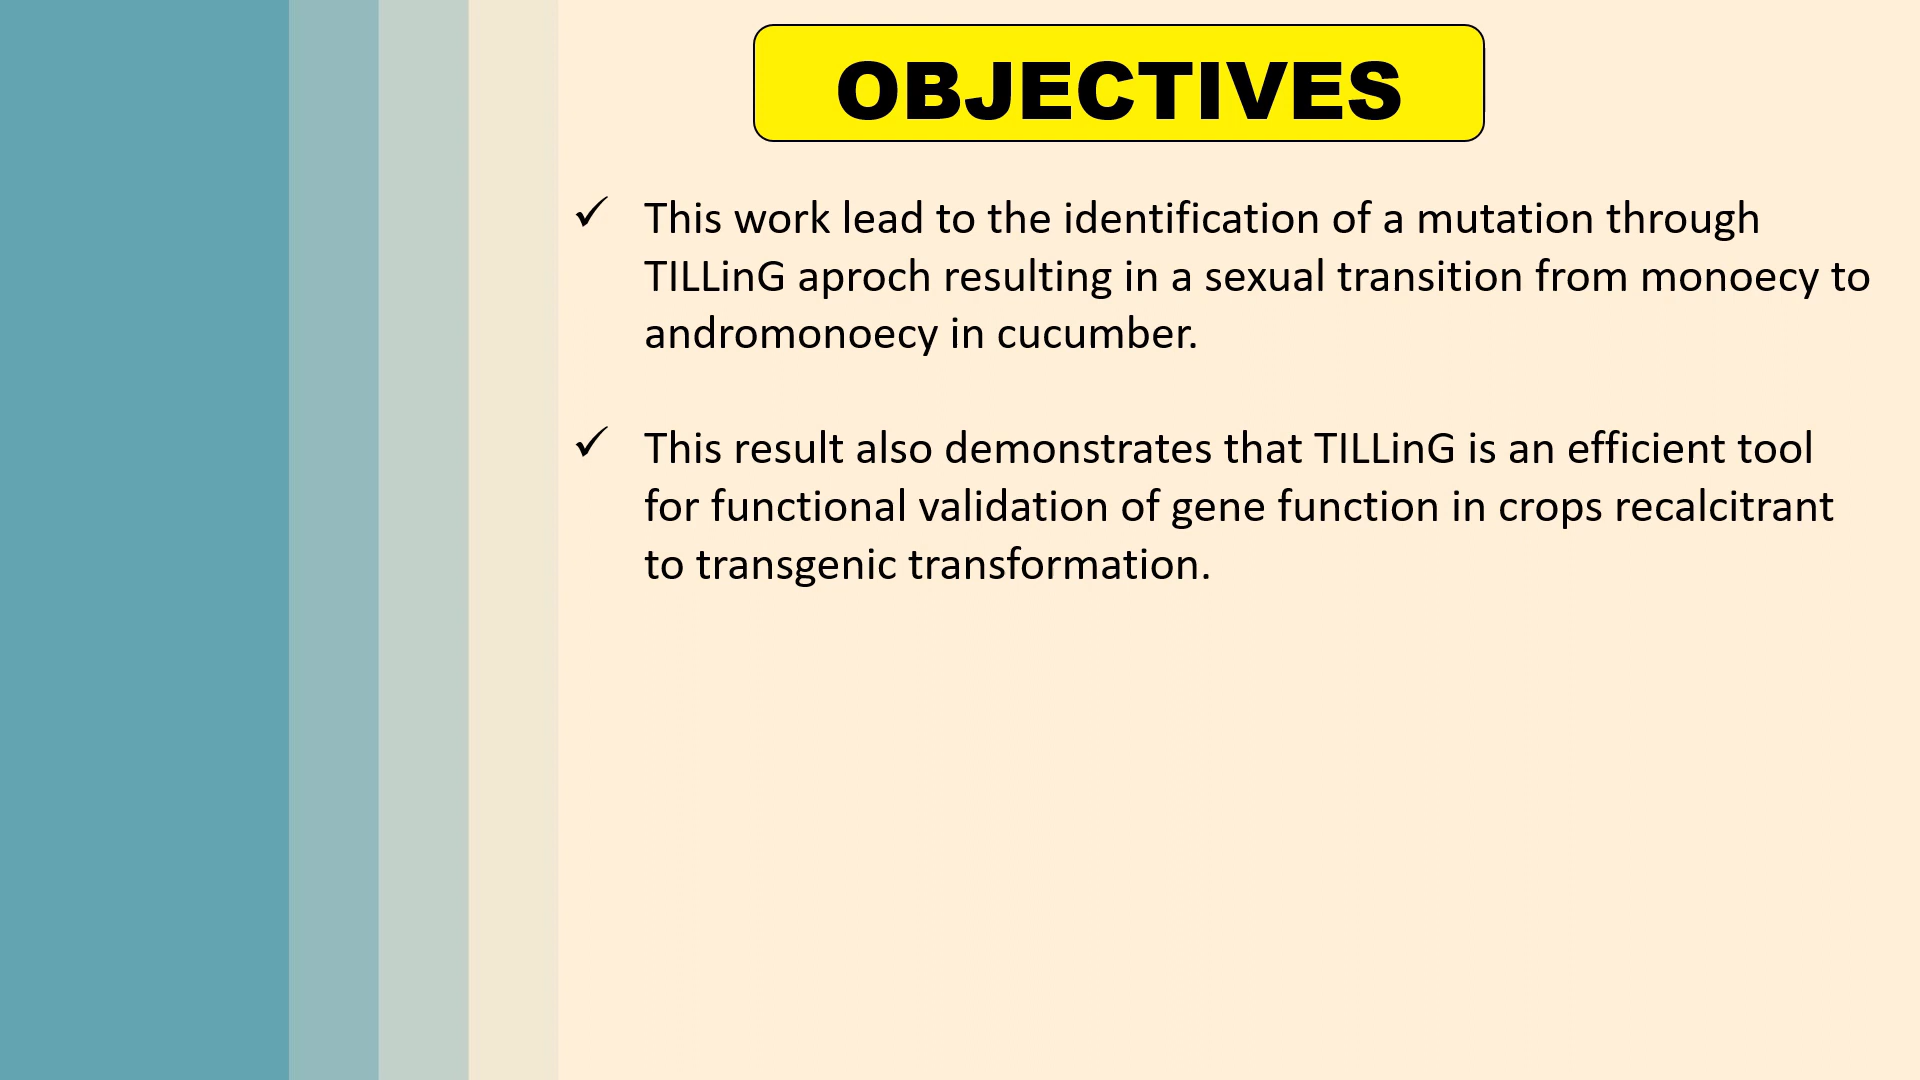 OBJECTIVES
✓ This work lead to the identification of a mutation through
TILLinG aproch resulting in a sexual transition from monoecy to
andromonoecy in cucumber.
✓ This result also demonstrates that TILLinG is an efficient tool
for functional validation of gene function in crops recalcitrant
to transgenic transformation.